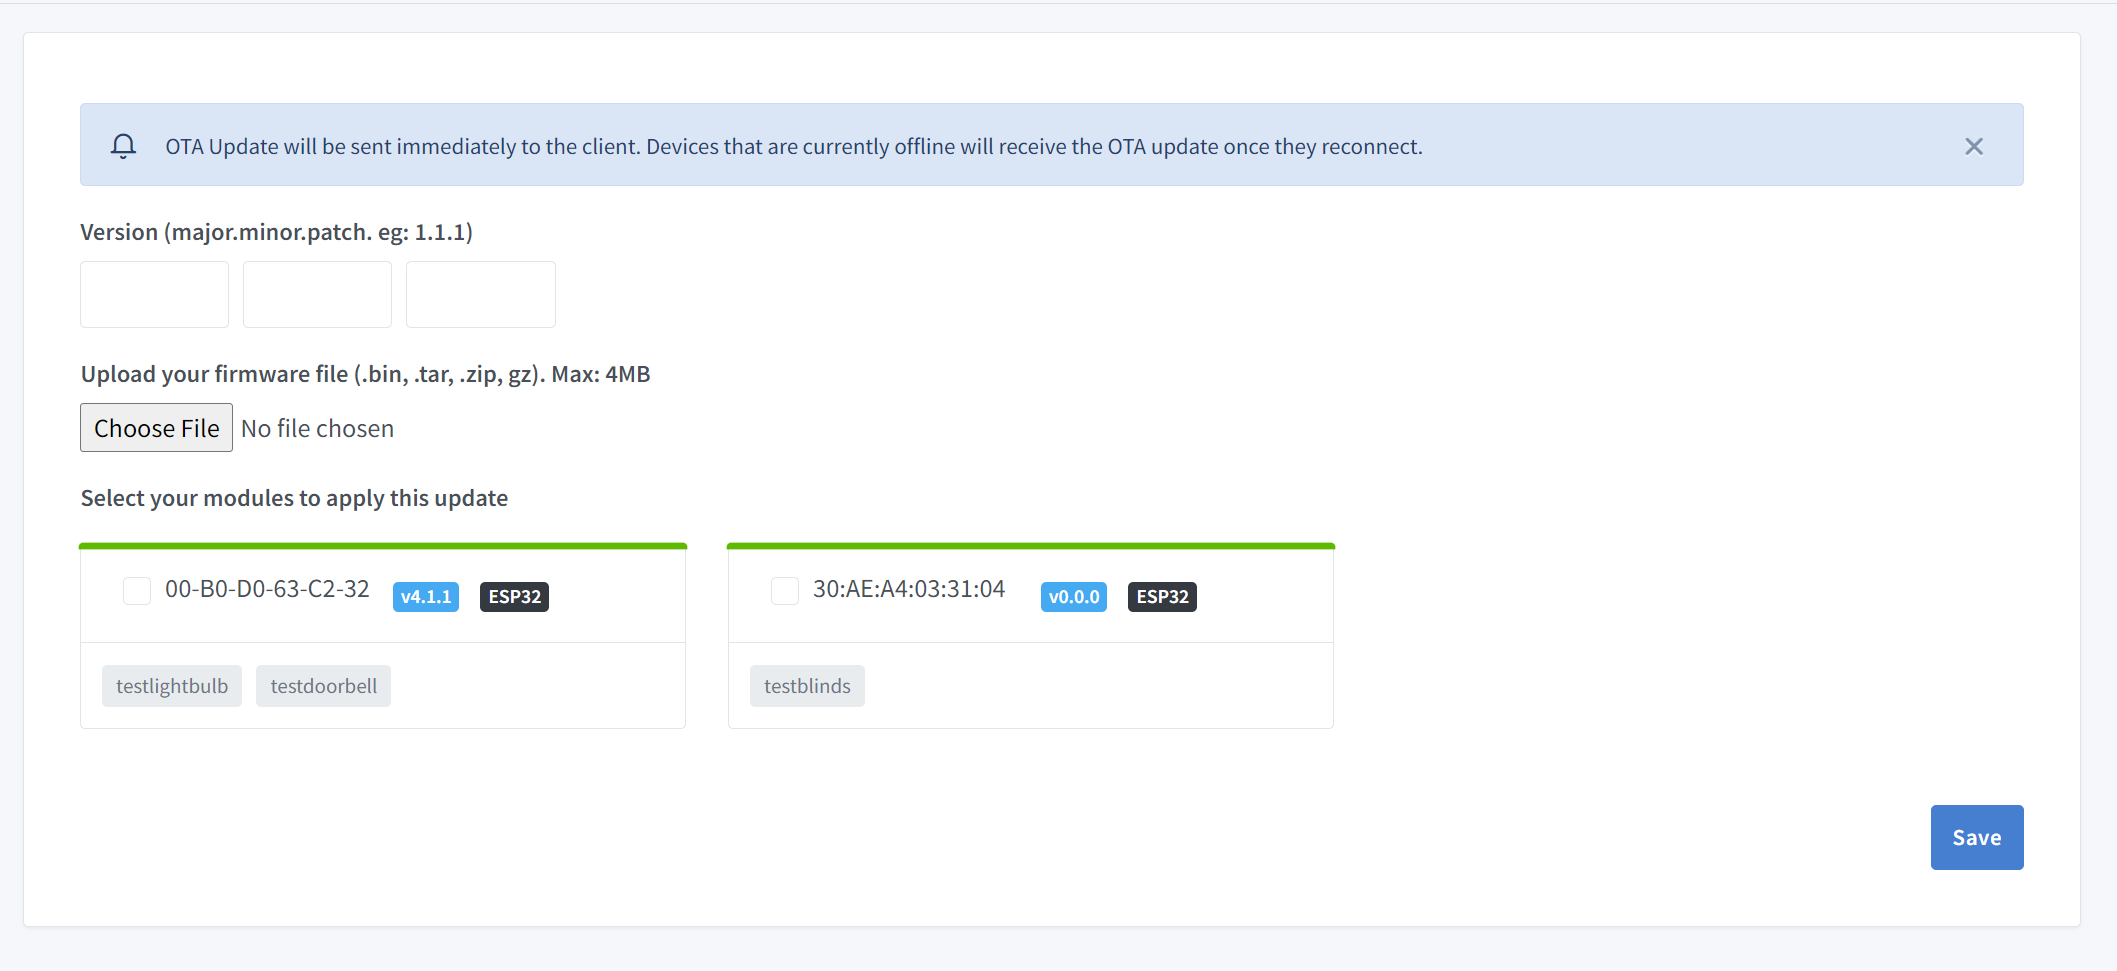 OTA Update will be sent immediately to the client. Devices that are currently offline will receive the OTA update once they reconnect.
Version (major.minor.patch. eg: 1.1.1)
Upload your firmware file (.bin, .tar, .zip, gz). Max: 4MB
Choose File No file chosen
Select your modules to apply this update
00-B0-D0-63-C2-32 v4.1.1 ESP32
testlightbulb testdoorbell
30:AE:A4:03:31:04 v0.0.0 ESP32
testblinds
Save